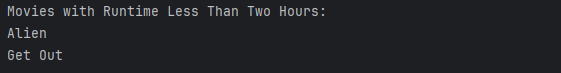 Movies with Runtime Less Than Two Hours:
Alien
Get Out